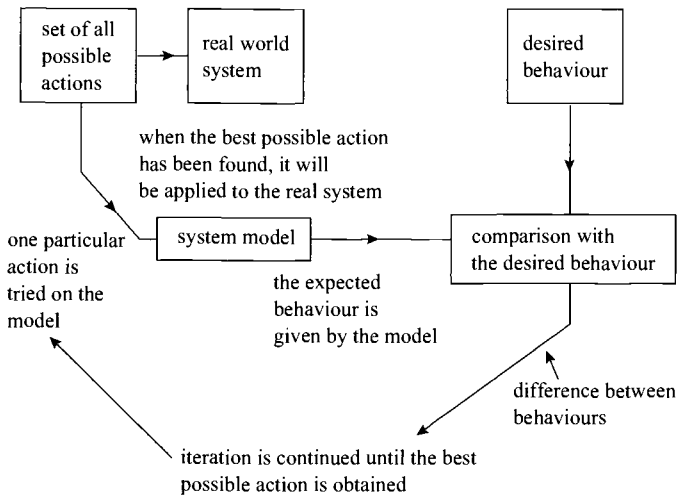 set of all
possible
actions
real world
system
desired
behaviour
when the best possible action
has been found, it will
be applied to the real system
one particular
action is
tried on the
model
system model
comparison with
the desired behaviour
the expected
behaviour is
given by the model
difference between
behaviours
iteration is continued until the best
possible action is obtained